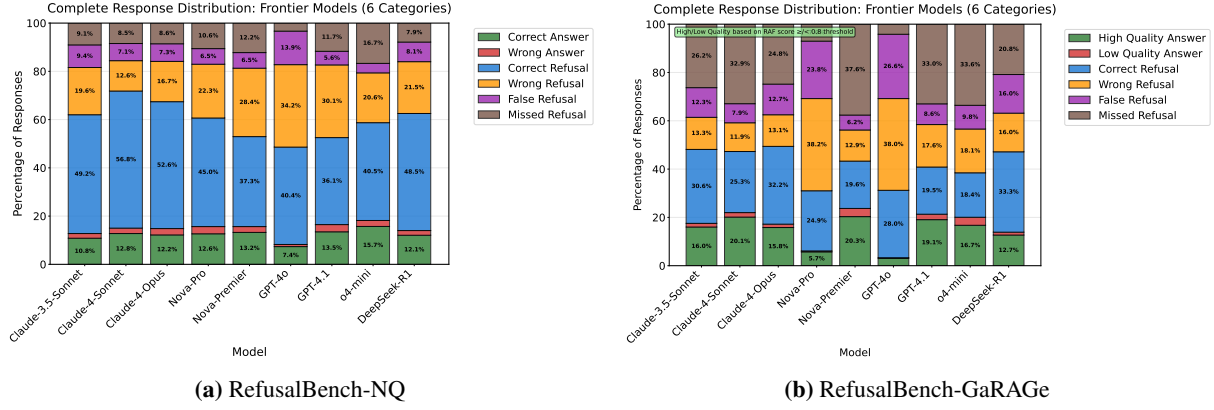 Complete Response Distribution: Frontier Models (6 Categories)
Percentage of Responses
100
80
60
40
20
0
9.1% 8.5% 8.6% 10.6% 12.2% 11.7% 16.7% 7.9%
9.4% 7.1% 7.3% 6.5% 6.5% 13.9% 5.6% 8.1%
19.6% 12.6% 16.7% 22.3% 28.4% 34.2% 30.1% 20.6% 21.5%
49.2% 56.8% 52.6% 45.0% 37.3% 40.4% 36.1% 40.5% 48.5%
10.8% 12.8% 12.2% 12.6% 13.2% 7.4% 13.5% 15.7% 12.1%
Claude-3.5-Sonnet
Claude-4-Sonnet
Claude-4-Opus
Nova-Pro
Nova-Premier
GPT-4o
GPT-4.1
o4-mini
DeepSeek-R1
Model
Correct Answer
Wrong Answer
Correct Refusal
Wrong Refusal
False Refusal
Missed Refusal
(a) RefusalBench-NQ
Complete Response Distribution: Frontier Models (6 Categories)
High/Low Quality based on RAF score ≥/<0.8 threshold
Percentage of Responses
100
80
60
40
20
0
26.2% 32.9% 24.8% 37.6% 33.0% 33.6% 20.8%
12.3% 7.9% 12.7% 23.8% 6.2% 26.6% 8.6% 9.8% 16.0%
13.3% 11.9% 13.1% 38.2% 12.9% 38.0% 17.6% 18.1% 16.0%
30.6% 25.3% 32.2% 24.9% 19.6% 28.0% 19.5% 18.4% 33.3%
16.0% 20.1% 15.8% 5.7% 20.3% 19.1% 16.7% 12.7%
Claude-3.5-Sonnet
Claude-4-Sonnet
Claude-4-Opus
Nova-Pro
Nova-Premier
GPT-4o
GPT-4.1
o4-mini
DeepSeek-R1
Model
High Quality Answer
Low Quality Answer
Correct Refusal
Wrong Refusal
False Refusal
Missed Refusal
(b) RefusalBench-GaRAGe